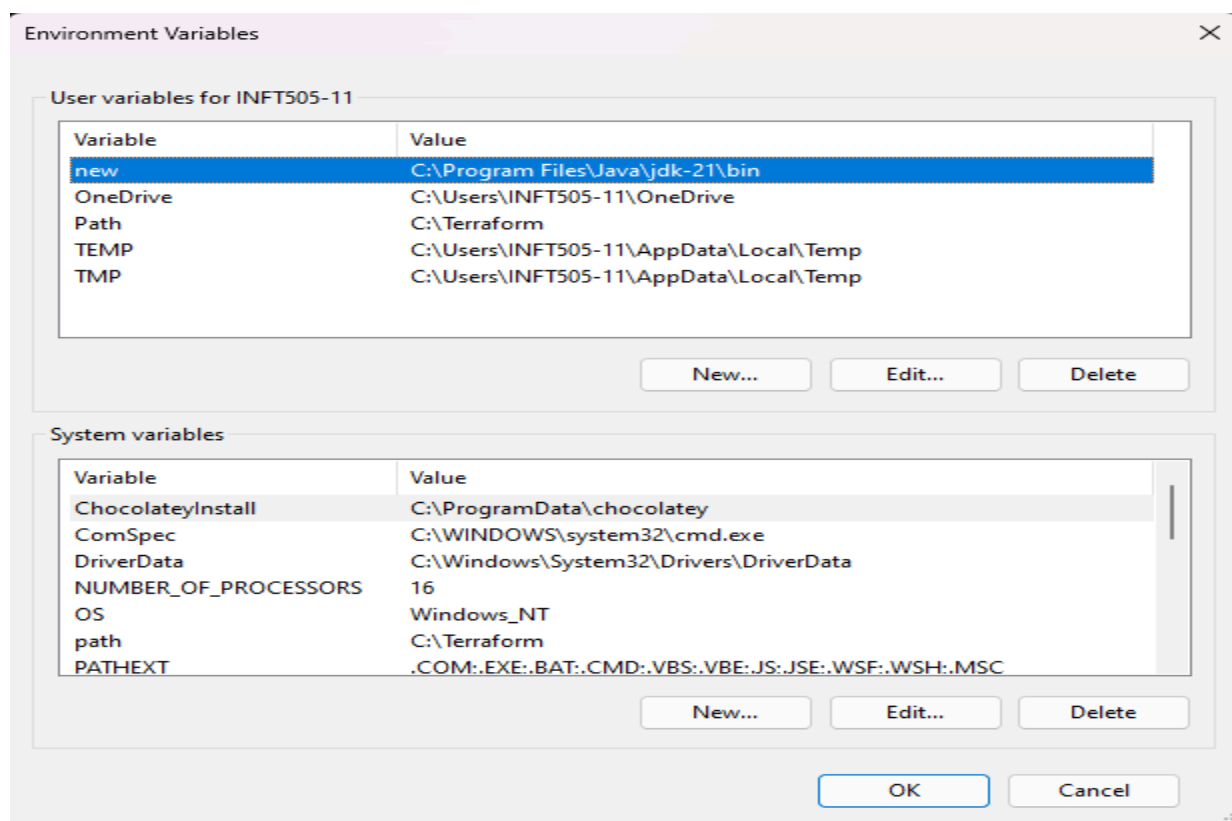 Environment Variables
User variables for INFT505-11
Variable Value
new C:\Program Files\Java\jdk-21\bin
OneDrive C:\Users\INFT505-11\OneDrive
Path C:\Terraform
TEMP C:\Users\INFT505-11\AppData\Local\Temp
TMP C:\Users\INFT505-11\AppData\Local\Temp
New... Edit... Delete
System variables
Variable Value
ChocolateyInstall C:\ProgramData\chocolatey
ComSpec C:\WINDOWS\system32\cmd.exe
DriverData C:\Windows\System32\Drivers\DriverData
NUMBER_OF_PROCESSORS 16
OS Windows_NT
path C:\Terraform
PATHEXT .COM;.EXE;.BAT;.CMD;.VBS;.VBE;.JS;.JSE;.WSF;.WSH;.MSC
New... Edit... Delete
OK Cancel